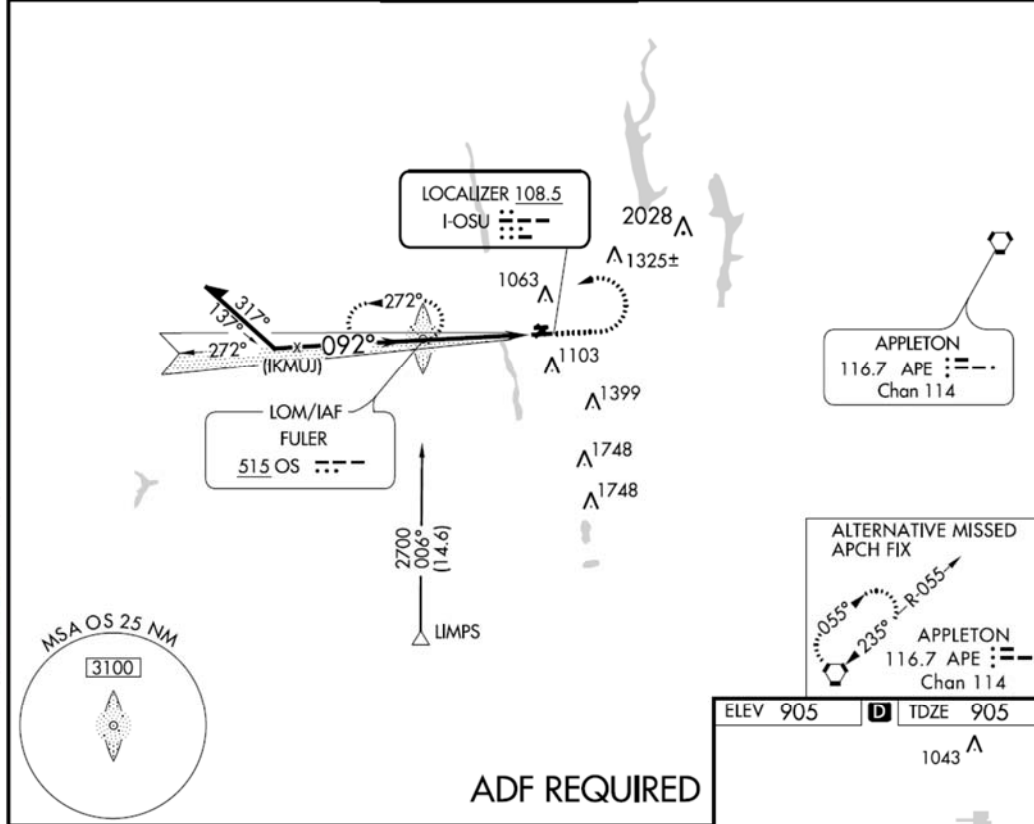 LOCALIZER 108.5
I-OSU
2028
1325±
1063
317°
137°
272°
272°
092°
(IKMUJ)
1103
APPLETON
116.7 APE
Chan 114
LOM/IAF
FULER
515 OS
1399
1748
1748
2700
006°
(14.6)
LIMPS
MSA OS 25 NM
3100
ALTERNATIVE MISSED
APCH FIX
R-055
055°
235°
APPLETON
116.7 APE
Chan 114
ELEV 905 D TDZE 905
1043
ADF REQUIRED